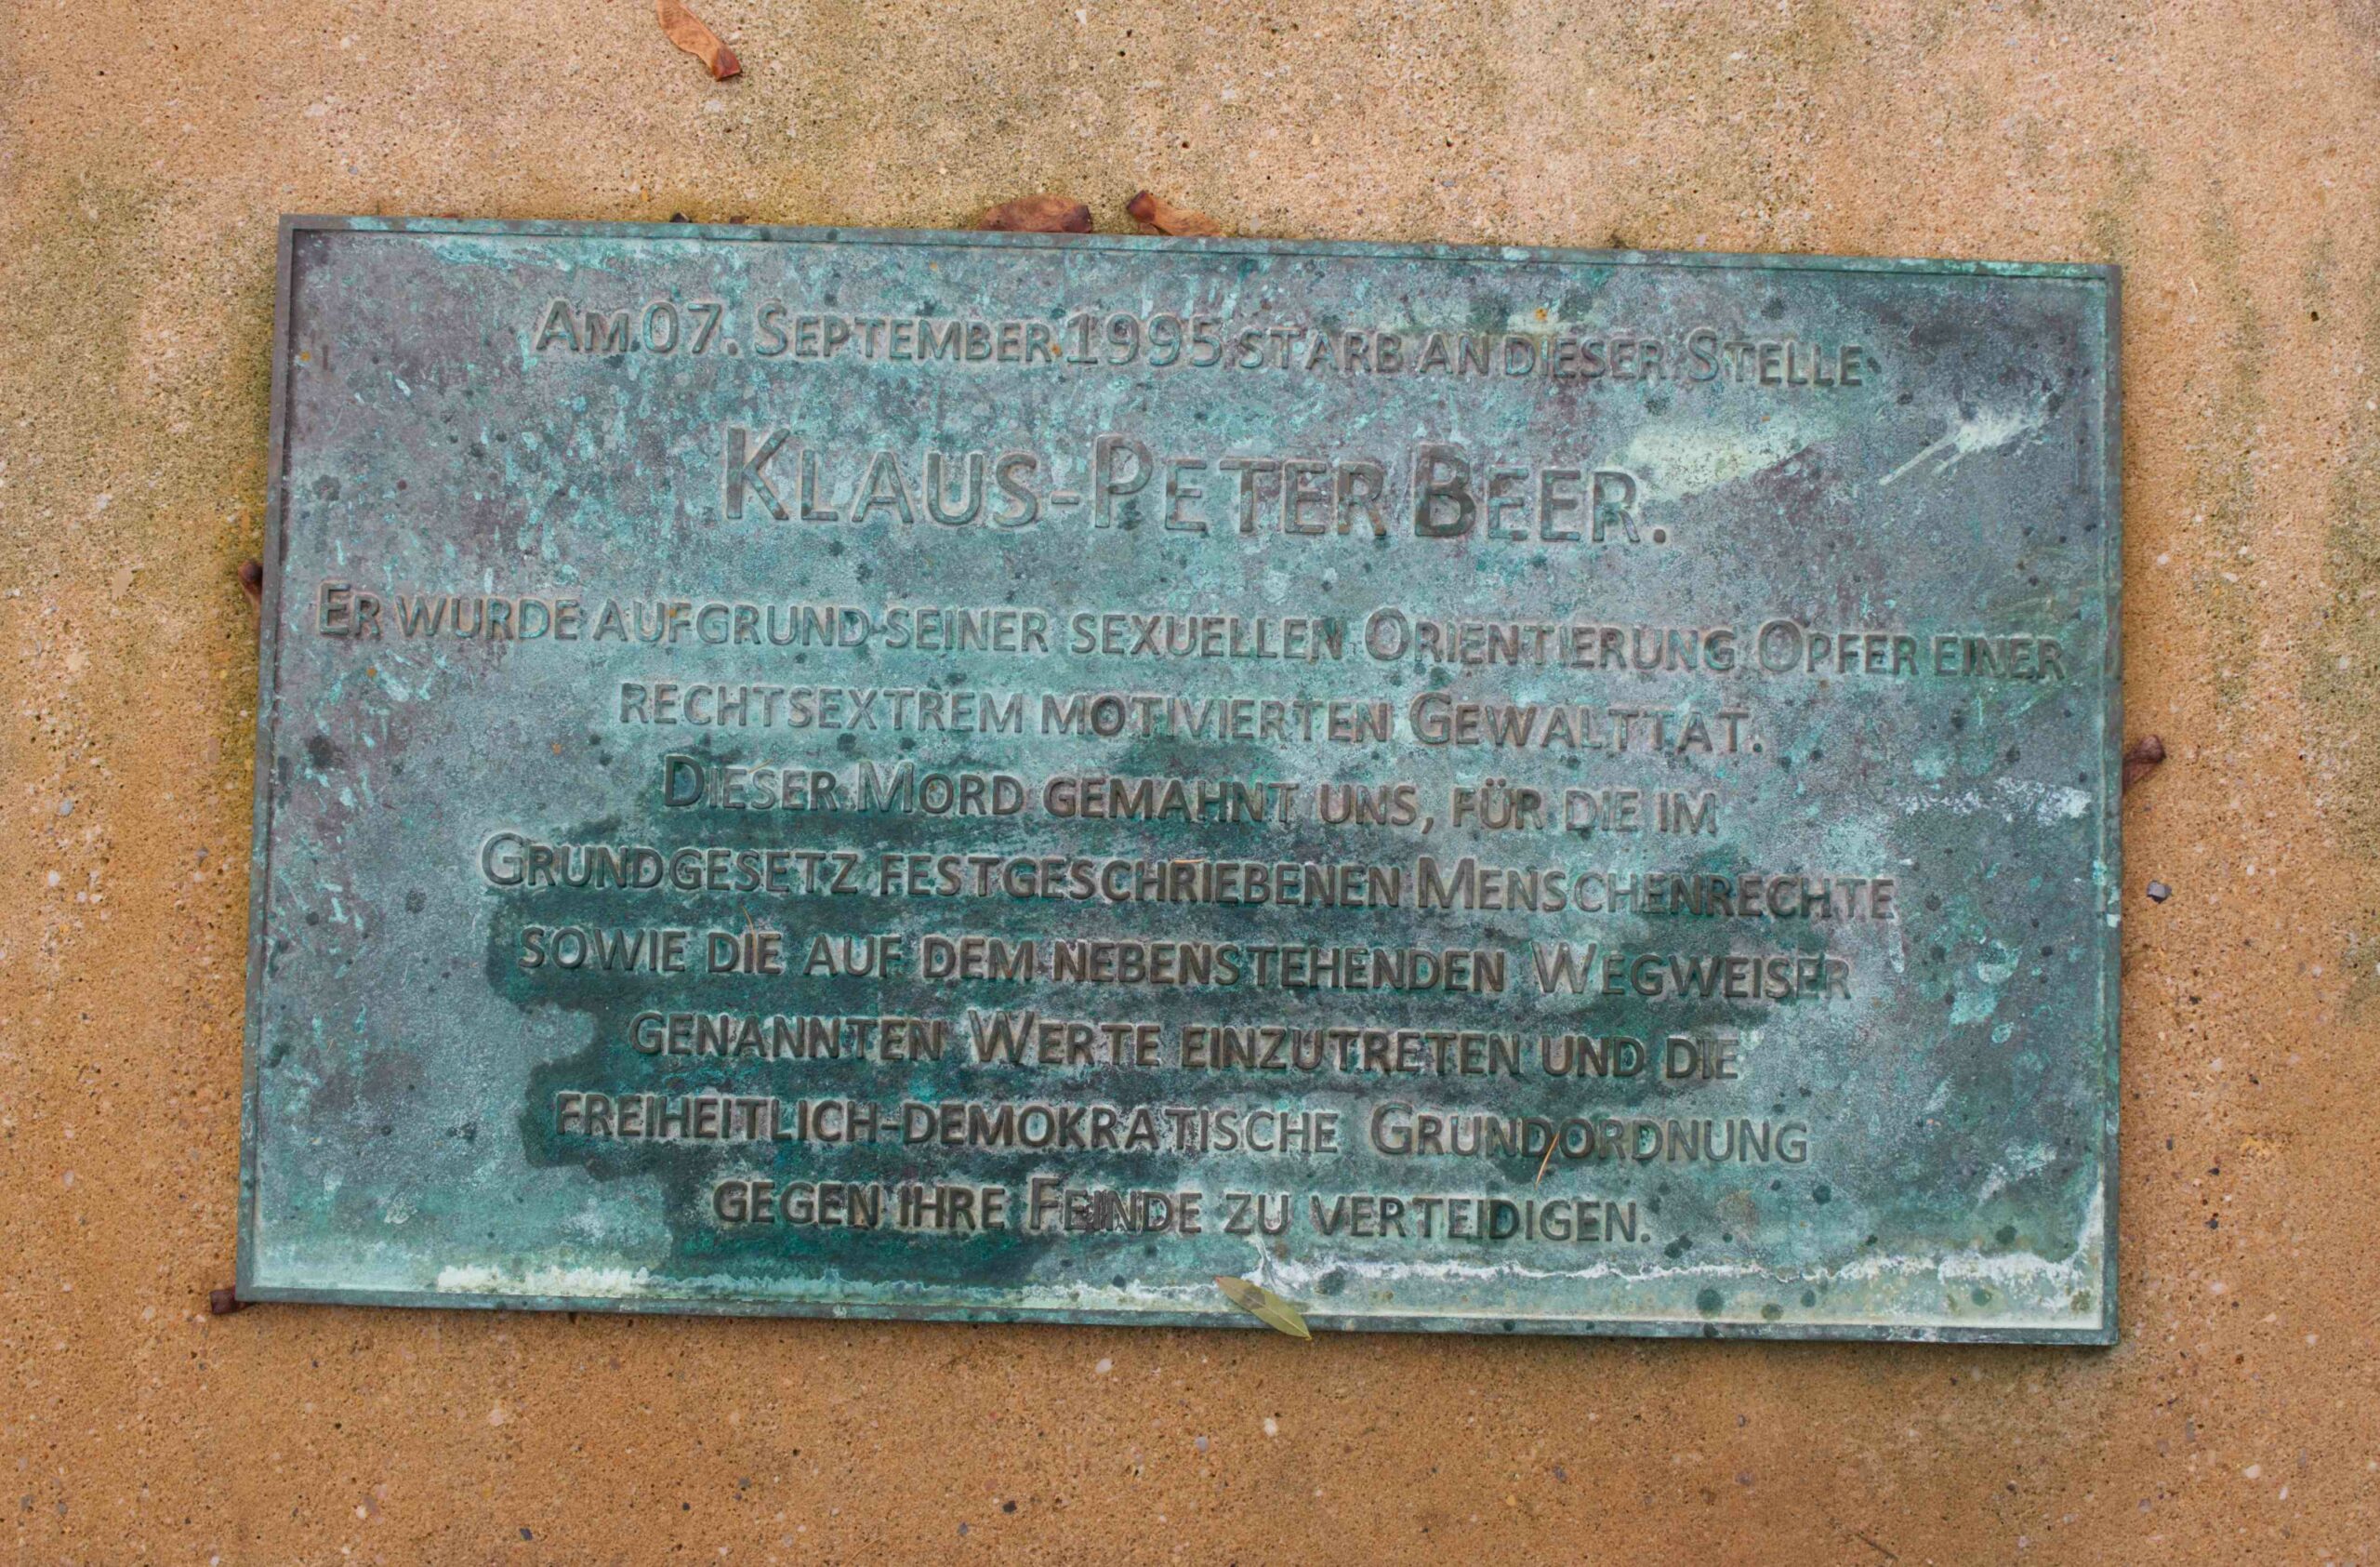 Am 07. September 1995 starb an dieser Stelle
Klaus-Peter Beer.
Er wurde aufgrund seiner sexuellen Orientierung Opfer einer
rechtsextrem motivierten Gewalttat.
Dieser Mord gemahnt uns, für die im
Grundgesetz festgeschriebenen Menschenrechte
sowie die auf dem nebenstehenden Wegweiser
genannten Werte einzutreten und die
freiheitlich-demokratische Grundordnung
gegen ihre Feinde zu verteidigen.